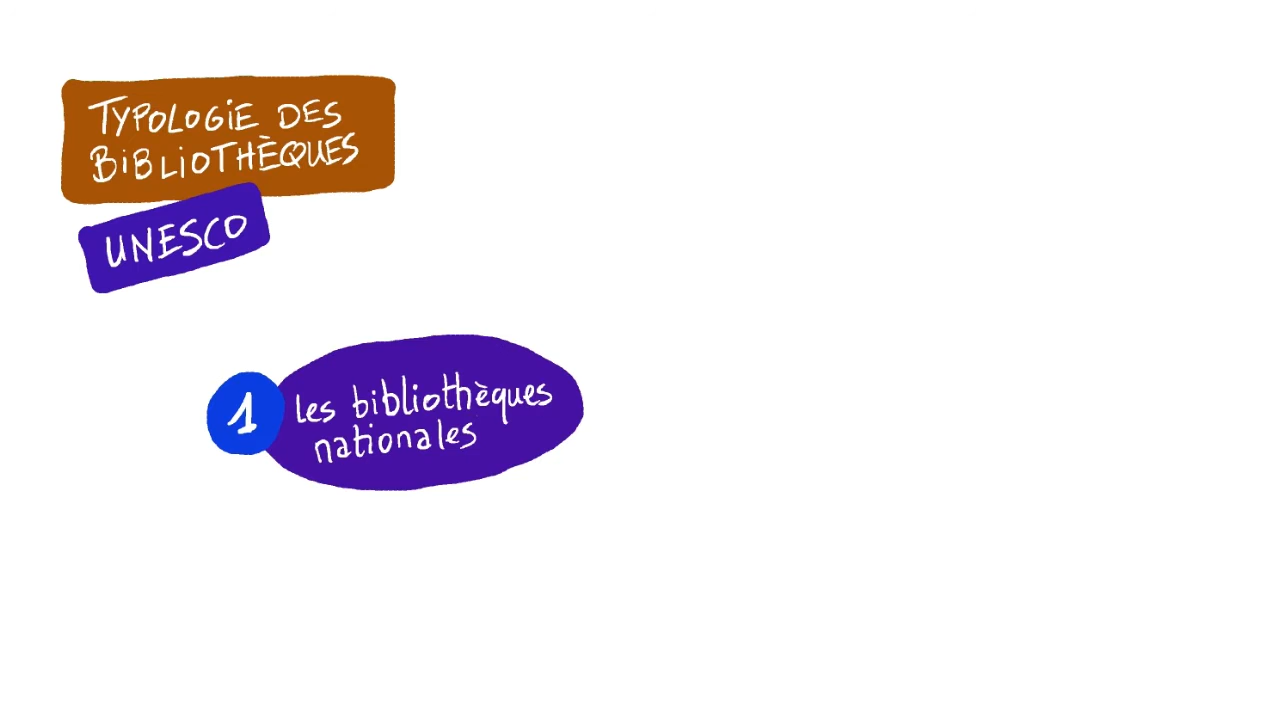 TYPOLOGiE DES
BiBLiOTHÈQUES
UNESCO
1
les bibliothèques
nationales